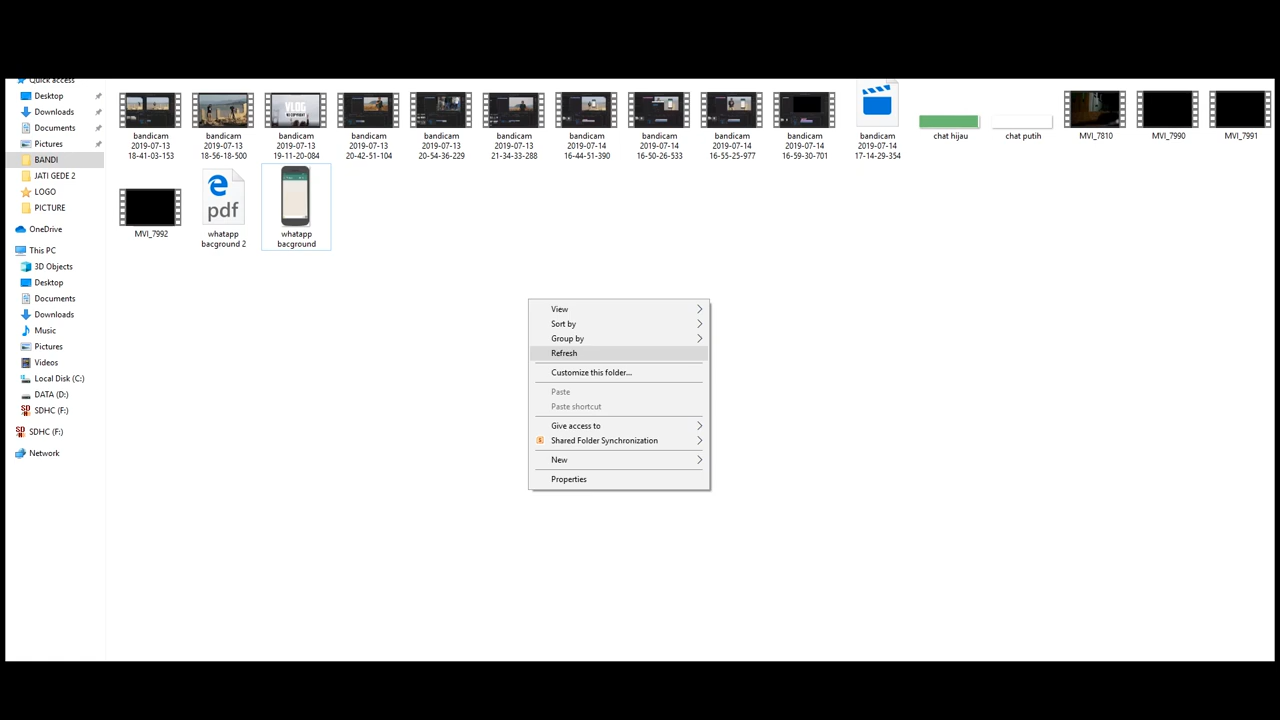 Quick access
Desktop
Downloads
Documents
Pictures
BANDI
JATI GEDE 2
LOGO
PICTURE
OneDrive
This PC
3D Objects
Desktop
Documents
Downloads
Music
Pictures
Videos
Local Disk (C:)
DATA (D:)
SDHC (F:)
SDHC (F:)
Network
bandicam
2019-07-13
18-41-03-153
bandicam
2019-07-13
18-56-18-500
VLOG
bandicam
2019-07-13
19-11-20-084
bandicam
2019-07-13
20-42-51-104
bandicam
2019-07-13
20-54-36-229
bandicam
2019-07-13
21-34-33-288
bandicam
2019-07-14
16-44-51-390
bandicam
2019-07-14
16-50-26-533
bandicam
2019-07-14
16-55-25-977
bandicam
2019-07-14
16-59-30-701
bandicam
2019-07-14
17-14-29-354
chat hijau
chat putih
MVI_7810
MVI_7990
MVI_7991
MVI_7992
pdf
whatapp
bacground 2
whatapp
bacground
View
Sort by
Group by
Refresh
Customize this folder...
Paste
Paste shortcut
Give access to
Shared Folder Synchronization
New
Properties